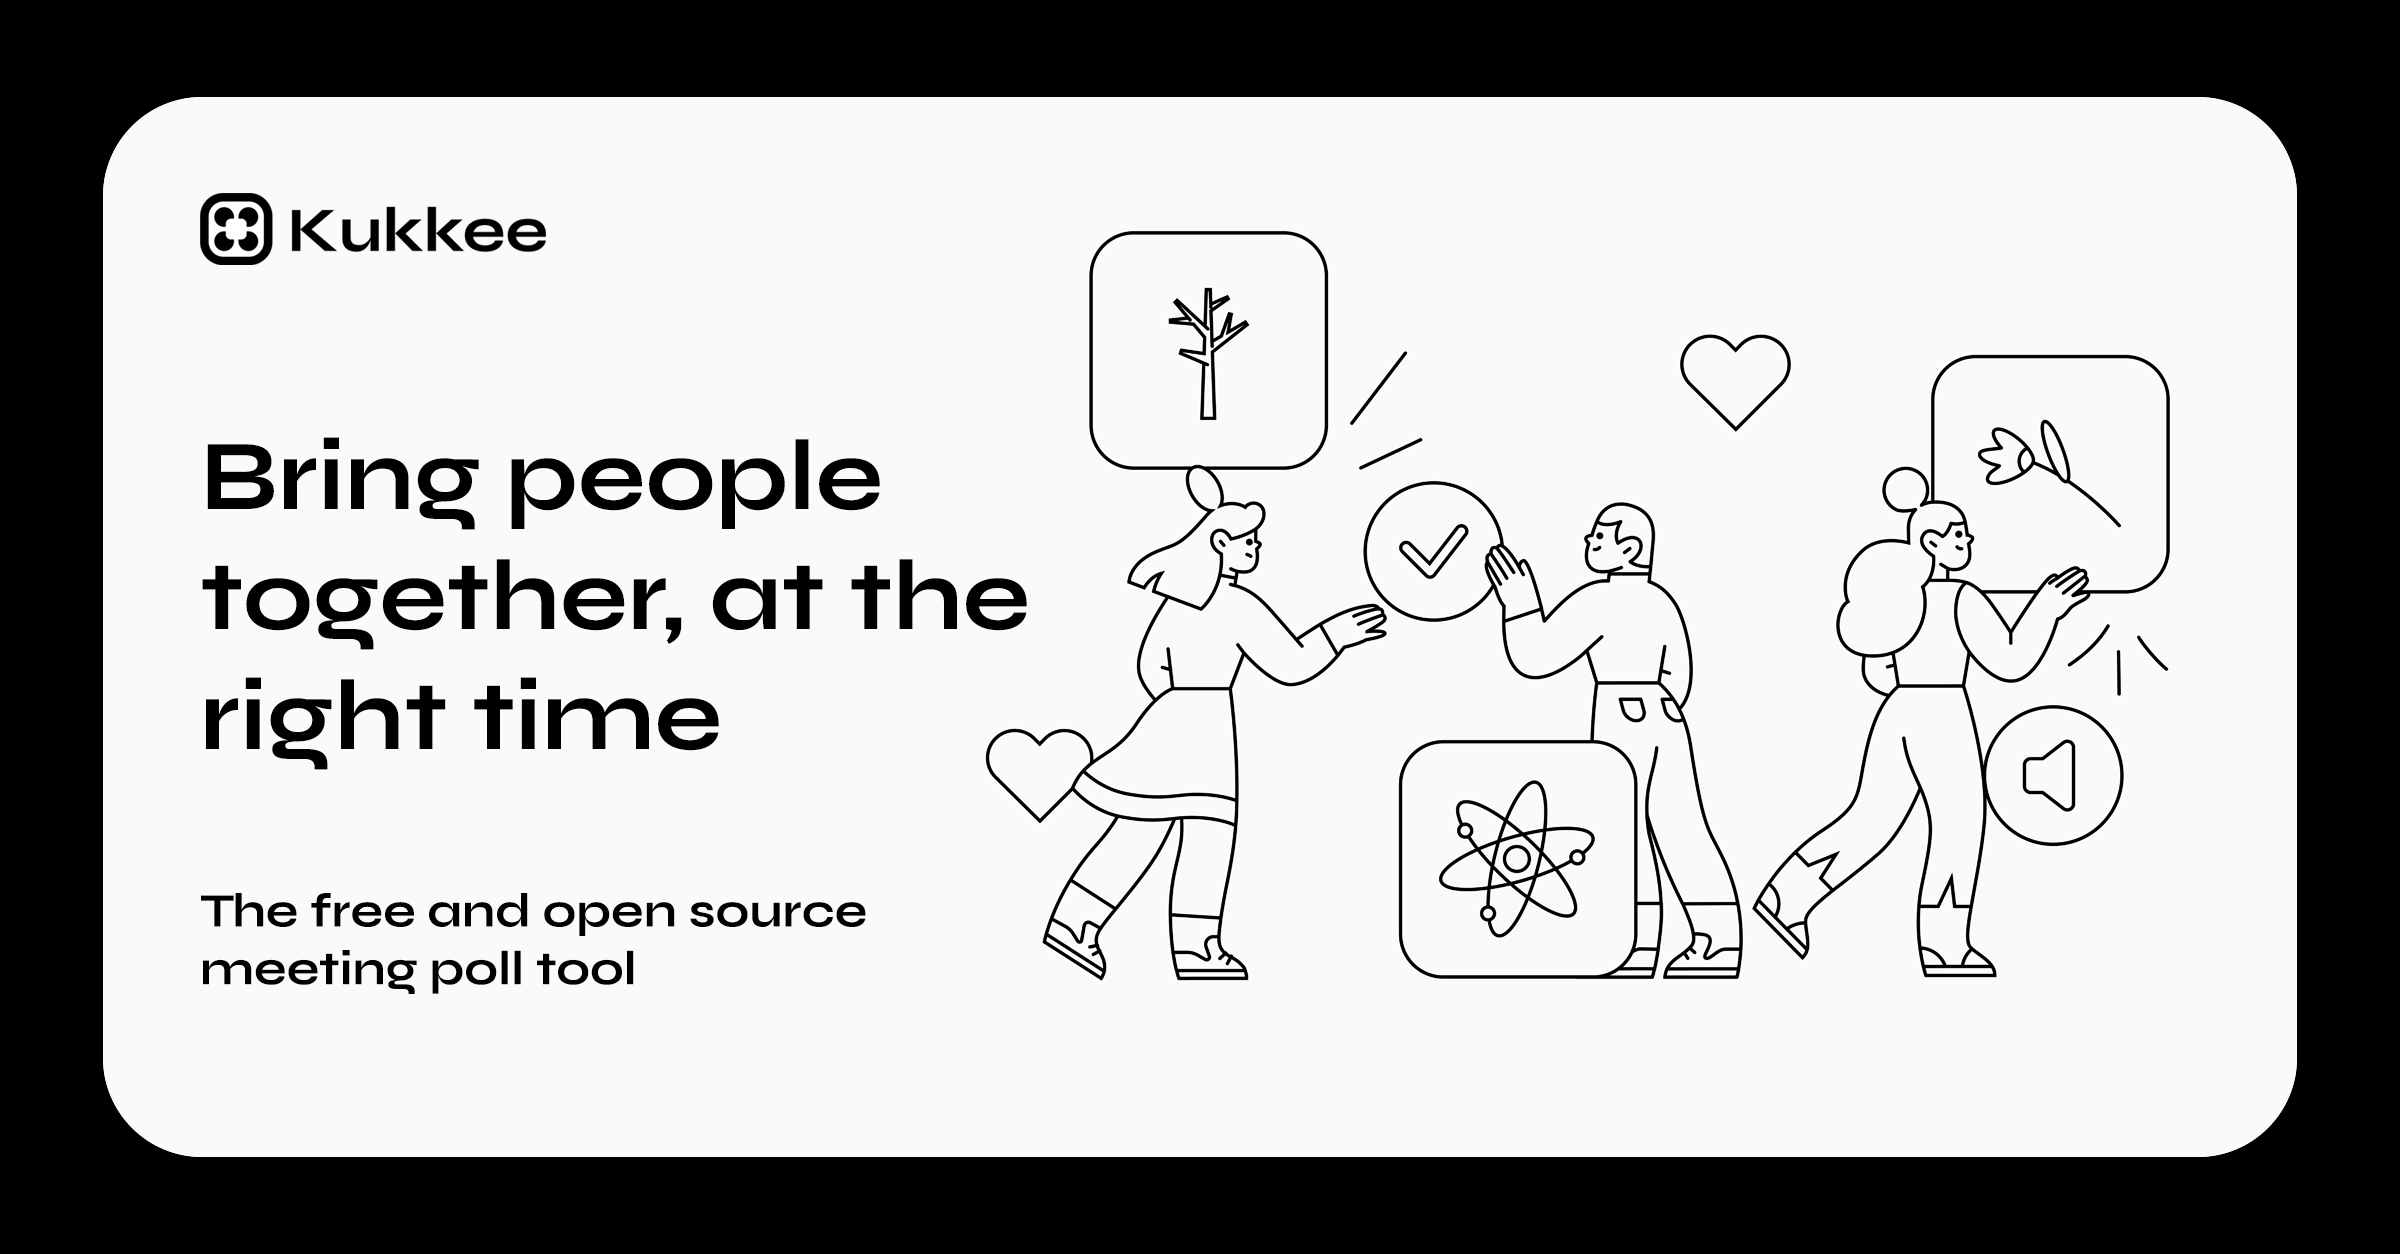 Kukkee
Bring people
together, at the
right time
The free and open source
meeting poll tool